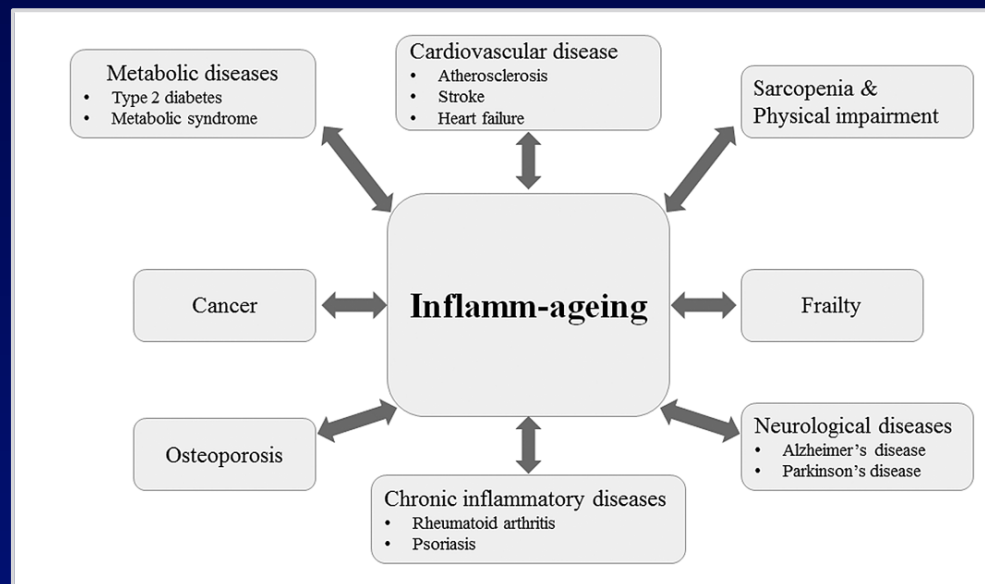 Metabolic diseases
• Type 2 diabetes
• Metabolic syndrome
Cardiovascular disease
• Atherosclerosis
• Stroke
• Heart failure
Sarcopenia &
Physical impairment
Cancer
Inflamm-ageing
Frailty
Osteoporosis
Chronic inflammatory diseases
• Rheumatoid arthritis
• Psoriasis
Neurological diseases
• Alzheimer’s disease
• Parkinson’s disease